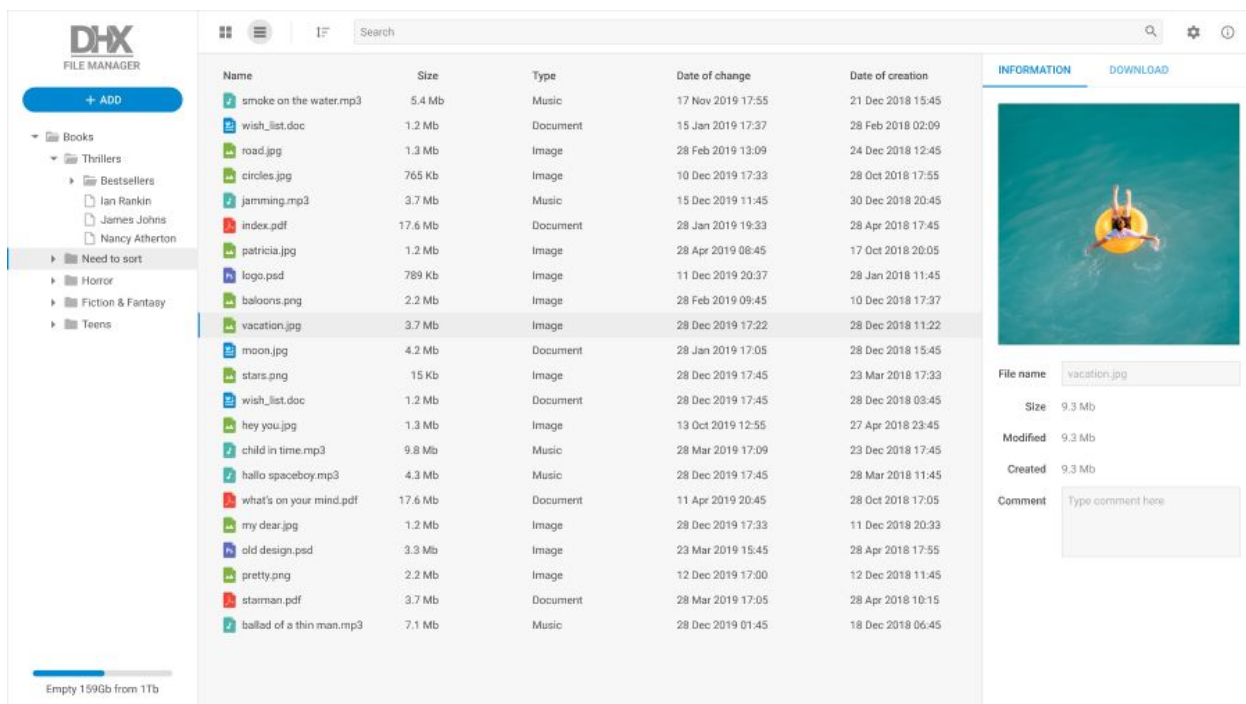 DHX
FILE MANAGER
+ ADD
Books
Thrillers
Bestsellers
Ian Rankin
James Johns
Nancy Atherton
Need to sort
Horror
Fiction & Fantasy
Teens
Empty 159Gb from 1Tb
Search
Name Size Type Date of change Date of creation
smoke on the water.mp3 5.4 Mb Music 17 Nov 2019 17:55 21 Dec 2018 15:45
wish_list.doc 1.2 Mb Document 15 Jan 2019 17:37 28 Feb 2018 02:09
road.jpg 1.3 Mb Image 28 Feb 2019 13:09 24 Dec 2018 12:45
circles.jpg 765 Kb Image 10 Dec 2019 17:33 28 Oct 2018 17:55
jamming.mp3 3.7 Mb Music 15 Dec 2019 11:45 30 Dec 2018 20:45
index.pdf 17.6 Mb Document 28 Jan 2019 19:33 28 Apr 2018 17:45
patricia.jpg 1.2 Mb Image 28 Apr 2019 08:45 17 Oct 2018 20:05
logo.psd 789 Kb Image 11 Dec 2019 20:37 28 Jan 2018 11:45
baloons.png 2.2 Mb Image 28 Feb 2019 09:45 10 Dec 2018 17:37
vacation.jpg 3.7 Mb Image 28 Dec 2019 17:22 28 Dec 2018 11:22
moon.jpg 4.2 Mb Document 28 Jan 2019 17:05 28 Dec 2018 15:45
stars.png 15 Kb Image 28 Dec 2019 17:45 23 Mar 2018 17:33
wish_list.doc 1.2 Mb Document 28 Dec 2019 17:45 28 Dec 2018 03:45
hey you.jpg 1.3 Mb Image 13 Oct 2019 12:55 27 Apr 2018 23:45
child in time.mp3 9.8 Mb Music 28 Mar 2019 17:09 23 Dec 2018 17:45
hallo spaceboy.mp3 4.3 Mb Music 28 Dec 2019 17:45 28 Mar 2018 11:45
what's on your mind.pdf 17.6 Mb Document 11 Apr 2019 20:45 28 Oct 2018 17:05
my dear.jpg 1.2 Mb Image 28 Dec 2019 17:33 11 Dec 2018 20:33
old design.psd 3.3 Mb Image 23 Mar 2019 15:45 28 Apr 2018 17:55
pretty.png 2.2 Mb Image 12 Dec 2019 17:00 12 Dec 2018 11:45
starman.pdf 3.7 Mb Document 28 Mar 2019 17:05 28 Apr 2018 10:15
ballad of a thin man.mp3 7.1 Mb Music 28 Dec 2019 01:45 18 Dec 2018 06:45
INFORMATION DOWNLOAD
File name vacation.jpg
Size 9.3 Mb
Modified 9.3 Mb
Created 9.3 Mb
Comment Type comment here